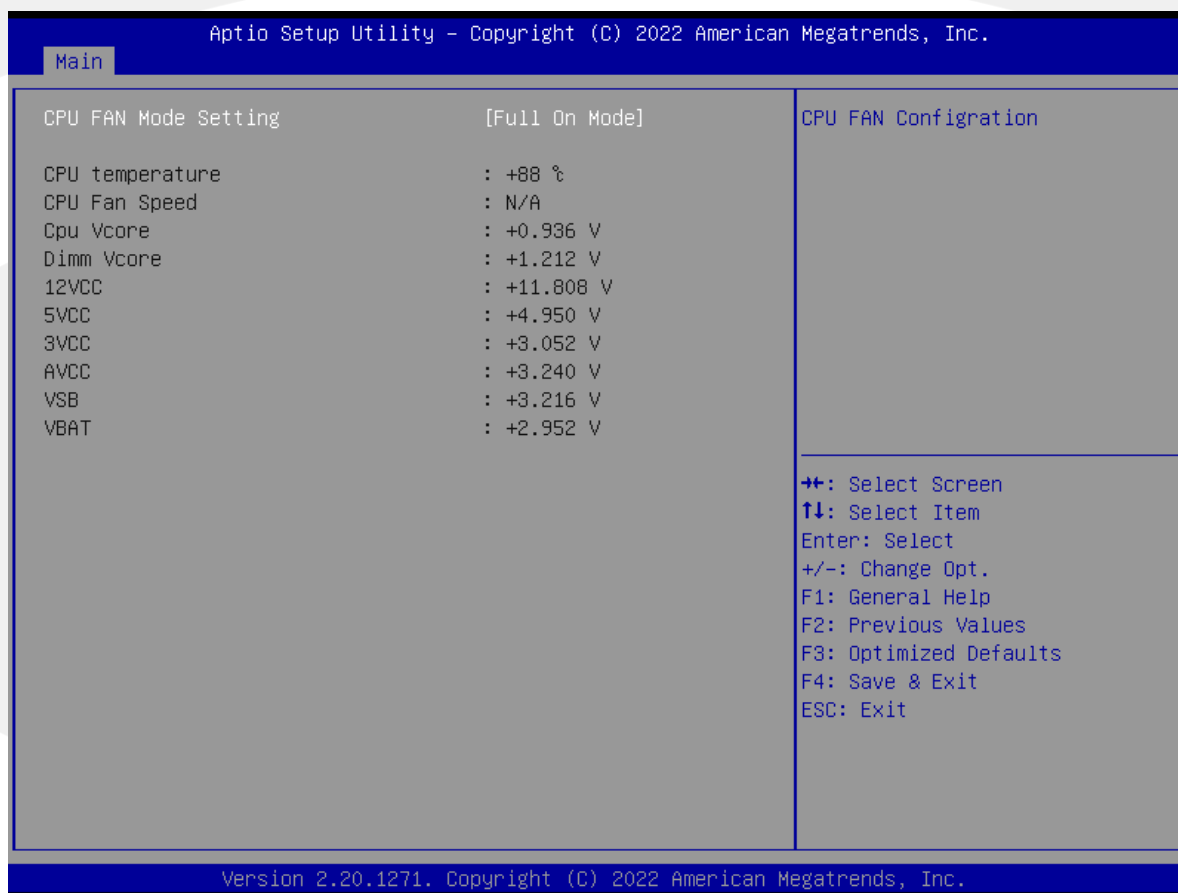 Aptio Setup Utility – Copyright (C) 2022 American Megatrends, Inc.
Main
CPU FAN Mode Setting [Full On Mode]
CPU temperature : +88 ℃
CPU Fan Speed : N/A
Cpu Vcore : +0.936 V
Dimm Vcore : +1.212 V
12VCC : +11.808 V
5VCC : +4.950 V
3VCC : +3.052 V
AVCC : +3.240 V
VSB : +3.216 V
VBAT : +2.952 V
CPU FAN Configration
→←: Select Screen
↑↓: Select Item
Enter: Select
+/-: Change Opt.
F1: General Help
F2: Previous Values
F3: Optimized Defaults
F4: Save & Exit
ESC: Exit
Version 2.20.1271. Copyright (C) 2022 American Megatrends, Inc.